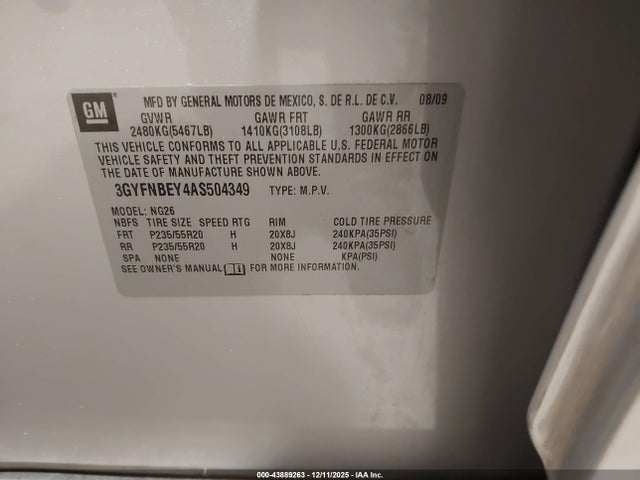 GM
MFD BY GENERAL MOTORS DE MEXICO, S. DE R.L. DE C.V. 08/09
GVWR GAWR FRT GAWR RR
2480KG(5467LB) 1410KG(3108LB) 1300KG(2866LB)
THIS VEHICLE CONFORMS TO ALL APPLICABLE U.S. FEDERAL MOTOR
VEHICLE SAFETY AND THEFT PREVENTION STANDARDS IN EFFECT ON
THE DATE OF MANUFACTURE SHOWN ABOVE.
3GYFNBEY4AS504349 TYPE: M.P.V.
MODEL: NG26
NBFS TIRE SIZE SPEED RTG RIM COLD TIRE PRESSURE
FRT P235/55R20 H 20X8J 240KPA(35PSI)
RR P235/55R20 H 20X8J 240KPA(35PSI)
SPA NONE NONE KPA(PSI)
SEE OWNER'S MANUAL FOR MORE INFORMATION.
000-43889263 - 12/11/2025 - IAA Inc.